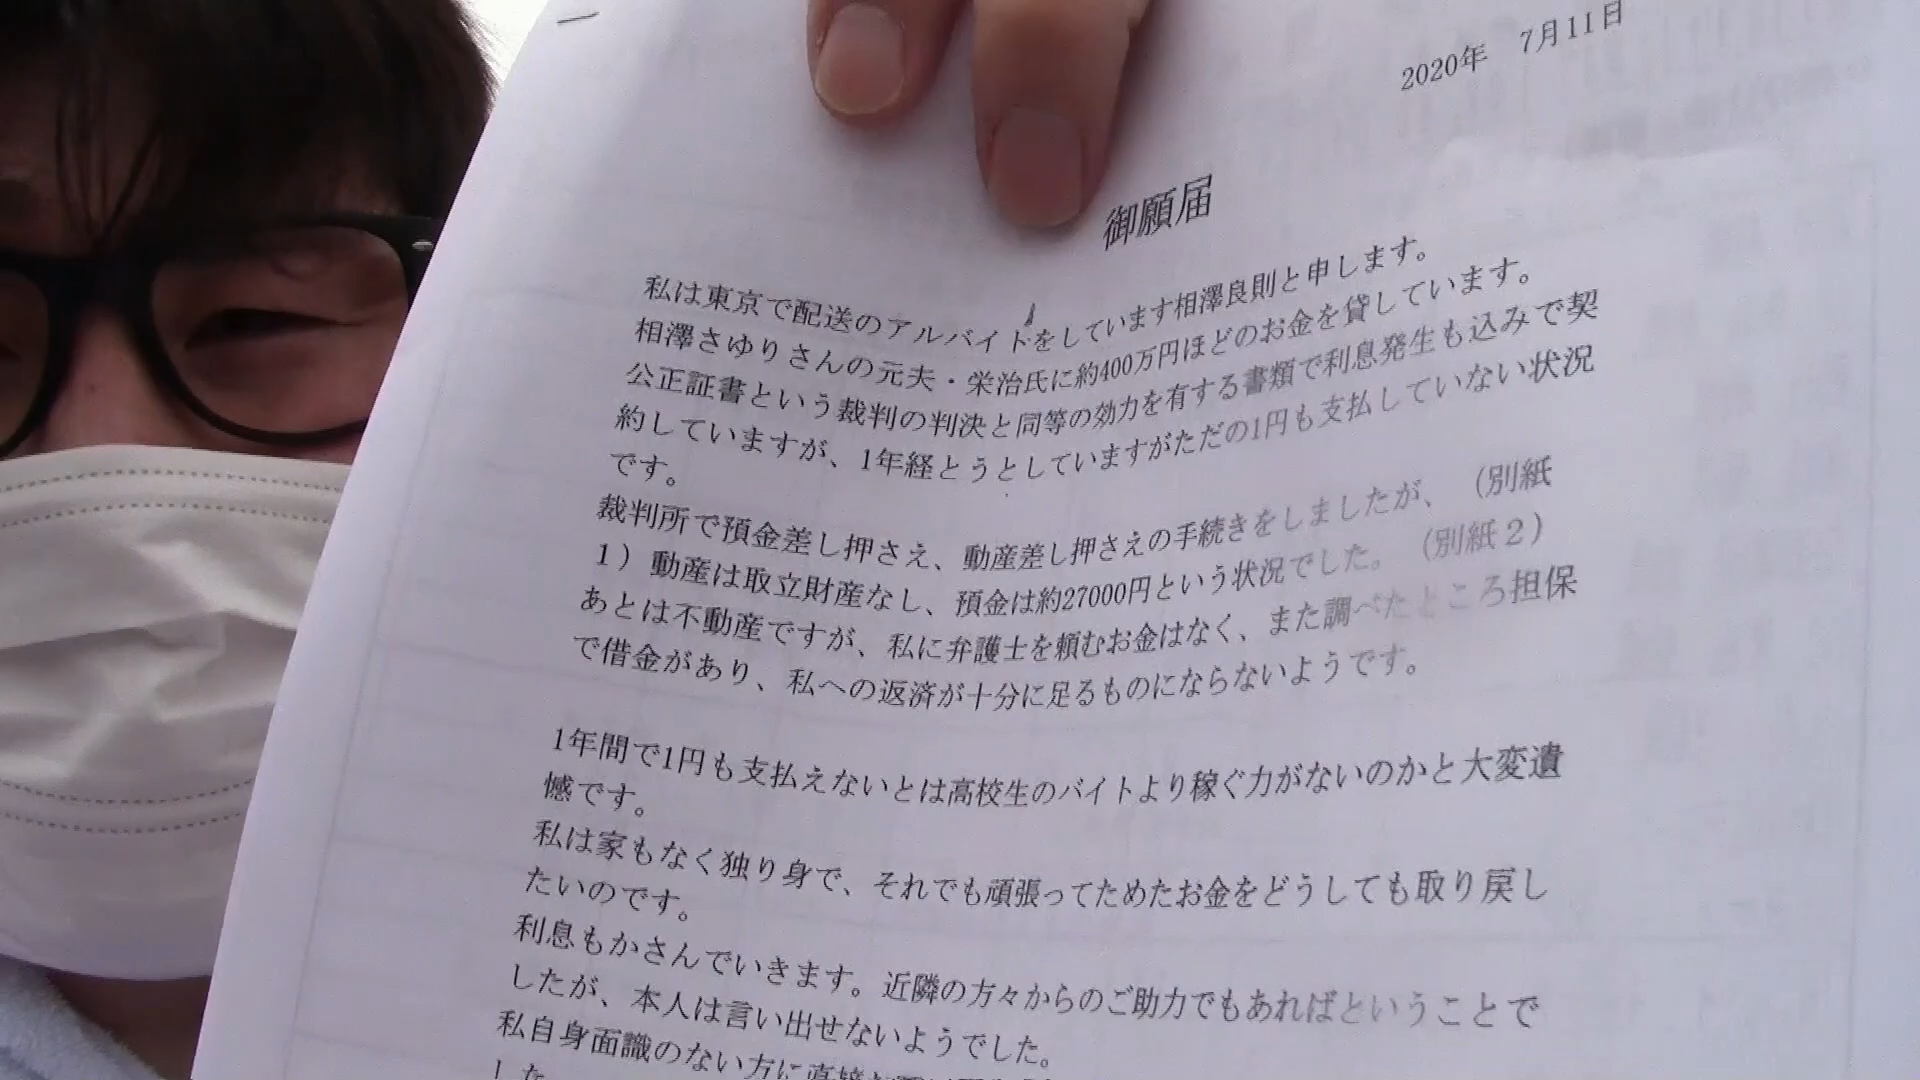 2020年　7月11日
御願届
私は東京で配送のアルバイトをしています相澤良則と申します。
相澤さゆりさんの元夫・栄治氏に約400万円ほどのお金を貸しています。
公正証書という裁判の判決と同等の効力を有する書類で利息発生も込みで契
約していますが、1年経とうとしていますがただの1円も支払していない状況
です。
裁判所で預金差し押さえ、動産差し押さえの手続きをしましたが、（別紙
１）動産は取立財産なし、預金は約27000円という状況でした。（別紙２）
あとは不動産ですが、私に弁護士を頼むお金はなく、また調べたところ担保
で借金があり、私への返済が十分に足るものにならないようです。
1年間で1円も支払えないとは高校生のバイトより稼ぐ力がないのかと大変遺
憾です。
私は家もなく独り身で、それでも頑張ってためたお金をどうしても取り戻し
たいのです。
利息もかさんでいきます。近隣の方々からのご助力でもあればということで
したが、本人は言い出せないようでした。
私自身面識のない方に直接
した